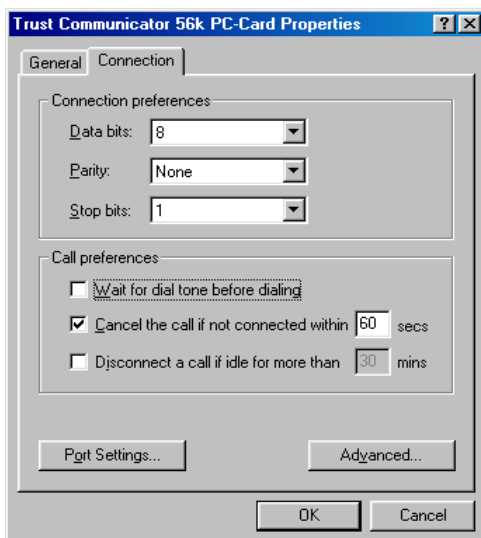 Trust Communicator 56k PC-Card Properties
General Connection
Connection preferences
Data bits: 8
Parity: None
Stop bits: 1
Call preferences
Wait for dial tone before dialing
Cancel the call if not connected within 60 secs
Disconnect a call if idle for more than 30 mins
Port Settings... Advanced...
OK Cancel